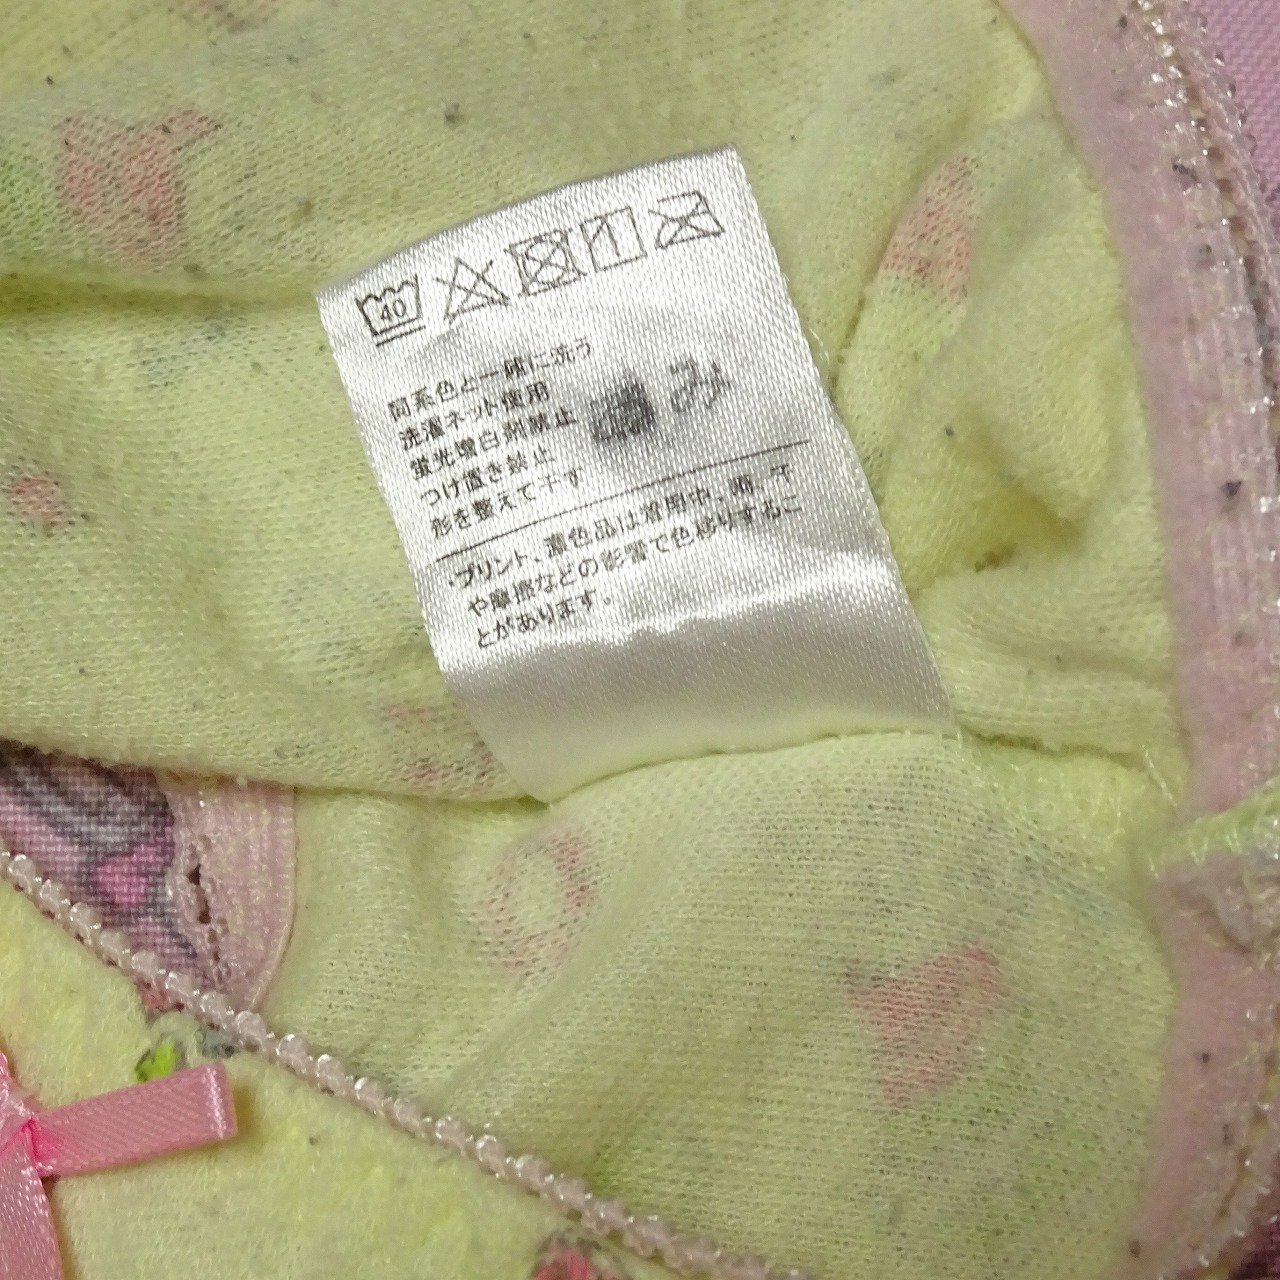 40
同系色と一緒に洗う
洗濯ネット使用
蛍光増白剤禁止
つけ置き禁止
形を整えて干す
み
・プリント、濃色品は着用中、擦、汗
や摩擦などの影響で色移りするこ
とがあります。